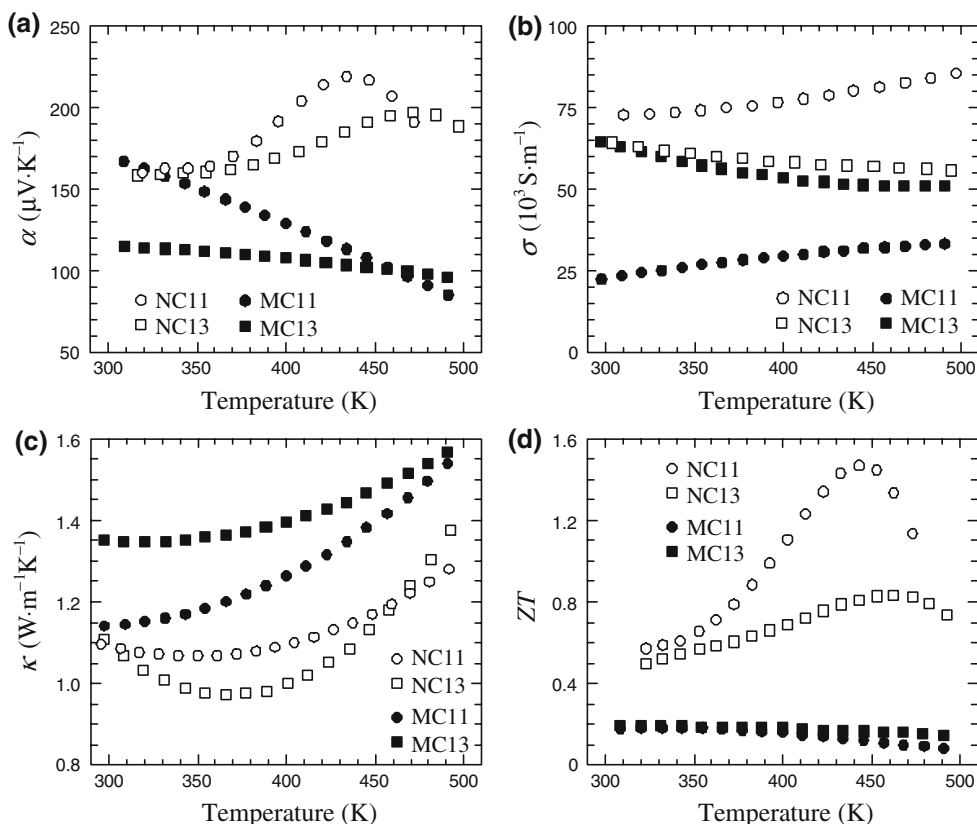 (a)
250
200
150
100
50
α (μV·K⁻¹)
NC11
NC13
MC11
MC13
300 350 400 450 500
Temperature (K)
(b)
100
75
50
25
0
σ (10³ S·m⁻¹)
NC11
NC13
MC11
MC13
300 350 400 450 500
Temperature (K)
(c)
1.6
1.4
1.2
1.0
0.8
κ (W·m⁻¹K⁻¹)
NC11
NC13
MC11
MC13
300 350 400 450 500
Temperature (K)
(d)
1.6
1.2
0.8
0.4
0
ZT
NC11
NC13
MC11
MC13
300 350 400 450 500
Temperature (K)